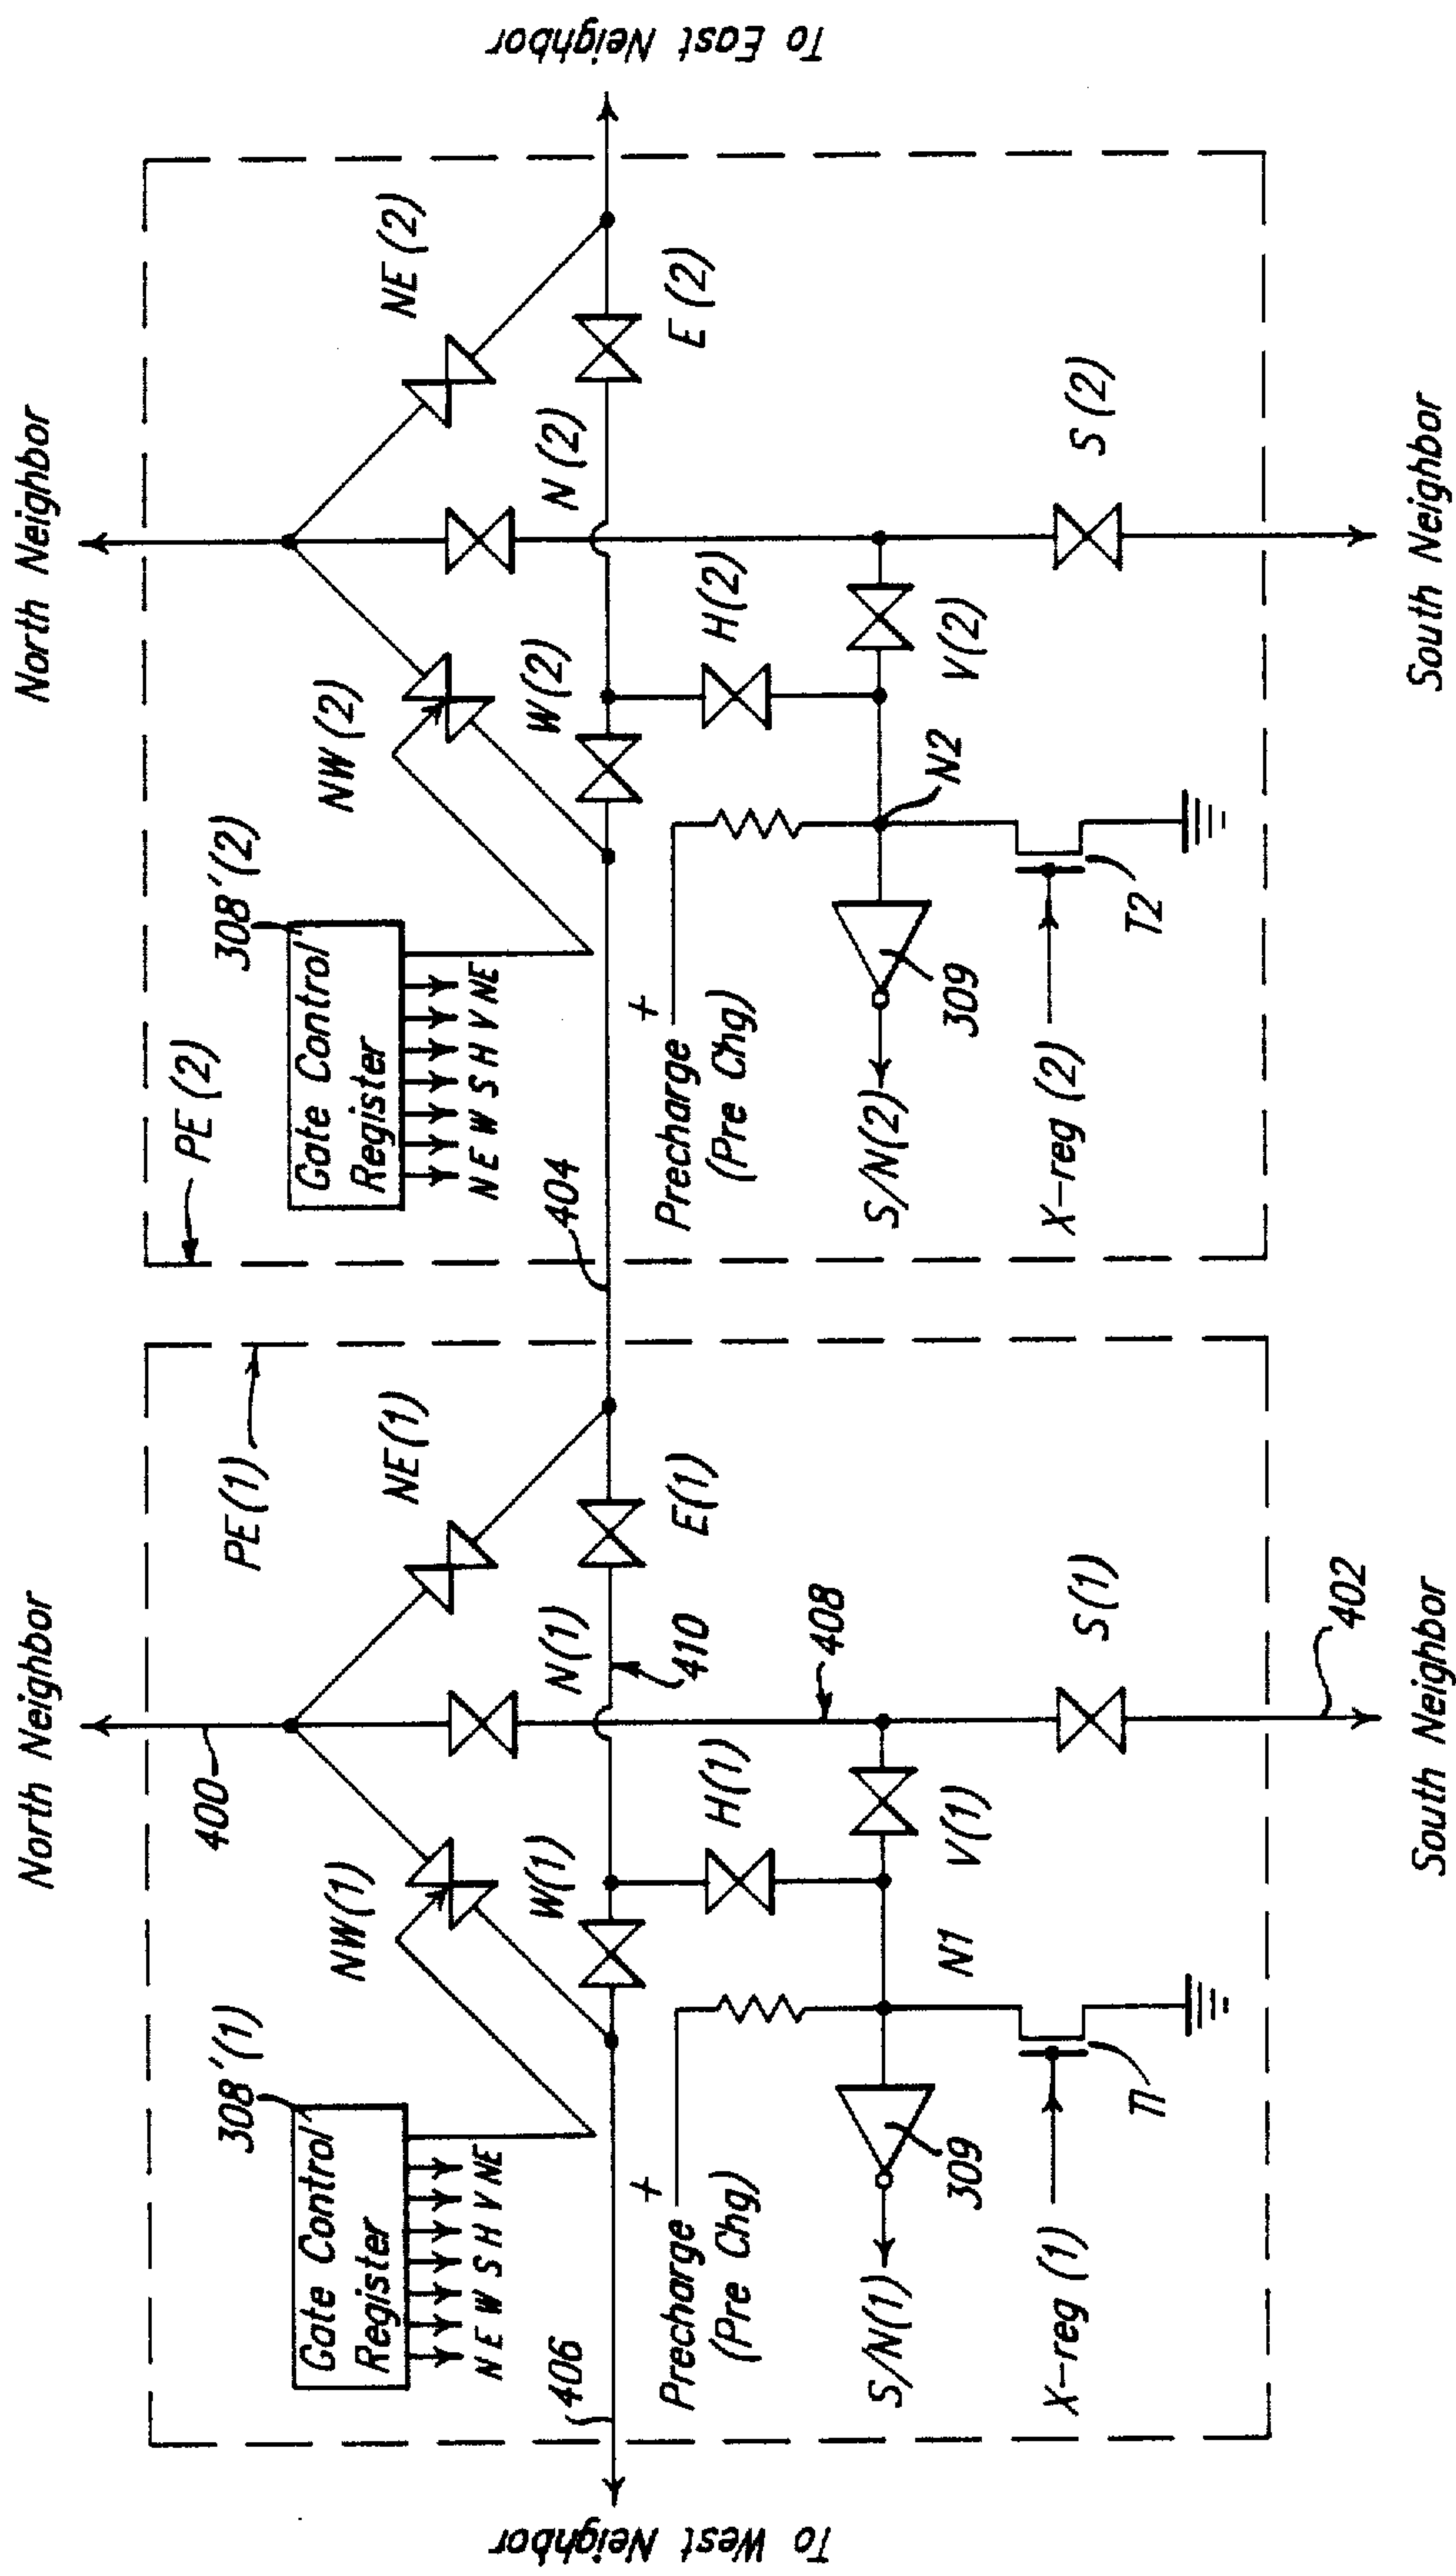 North Neighbor
North Neighbor
400
PE(1)
PE(2)
308'(1)
Gate Control
Register
N E W S H V NE
NW(1)
NE(1)
308'(2)
Gate Control
Register
N E W S H V NE
NW(2)
NE(2)
To West Neighbor
406
W(1)
N(1)
E(1)
410
404
W(2)
N(2)
E(2)
To East Neighbor
+
Precharge
(Pre Chg)
H(1)
408
+
Precharge
(Pre Chg)
H(2)
S/N(1)
309
N1
V(1)
S/N(2)
309
N2
V(2)
X-reg (1)
T1
S(1)
402
X-reg (2)
T2
S(2)
South Neighbor
South Neighbor